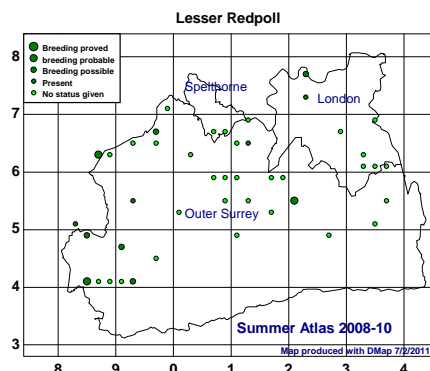 Lesser Redpoll
Breeding proved
breeding probable
Breeding possible
Present
No status given
8
7
6
5
4
3
Spelthorne
London
Outer Surrey
Summer Atlas 2008-10
Map produced with DMap 7/2/2011
8 9 0 1 2 3 4